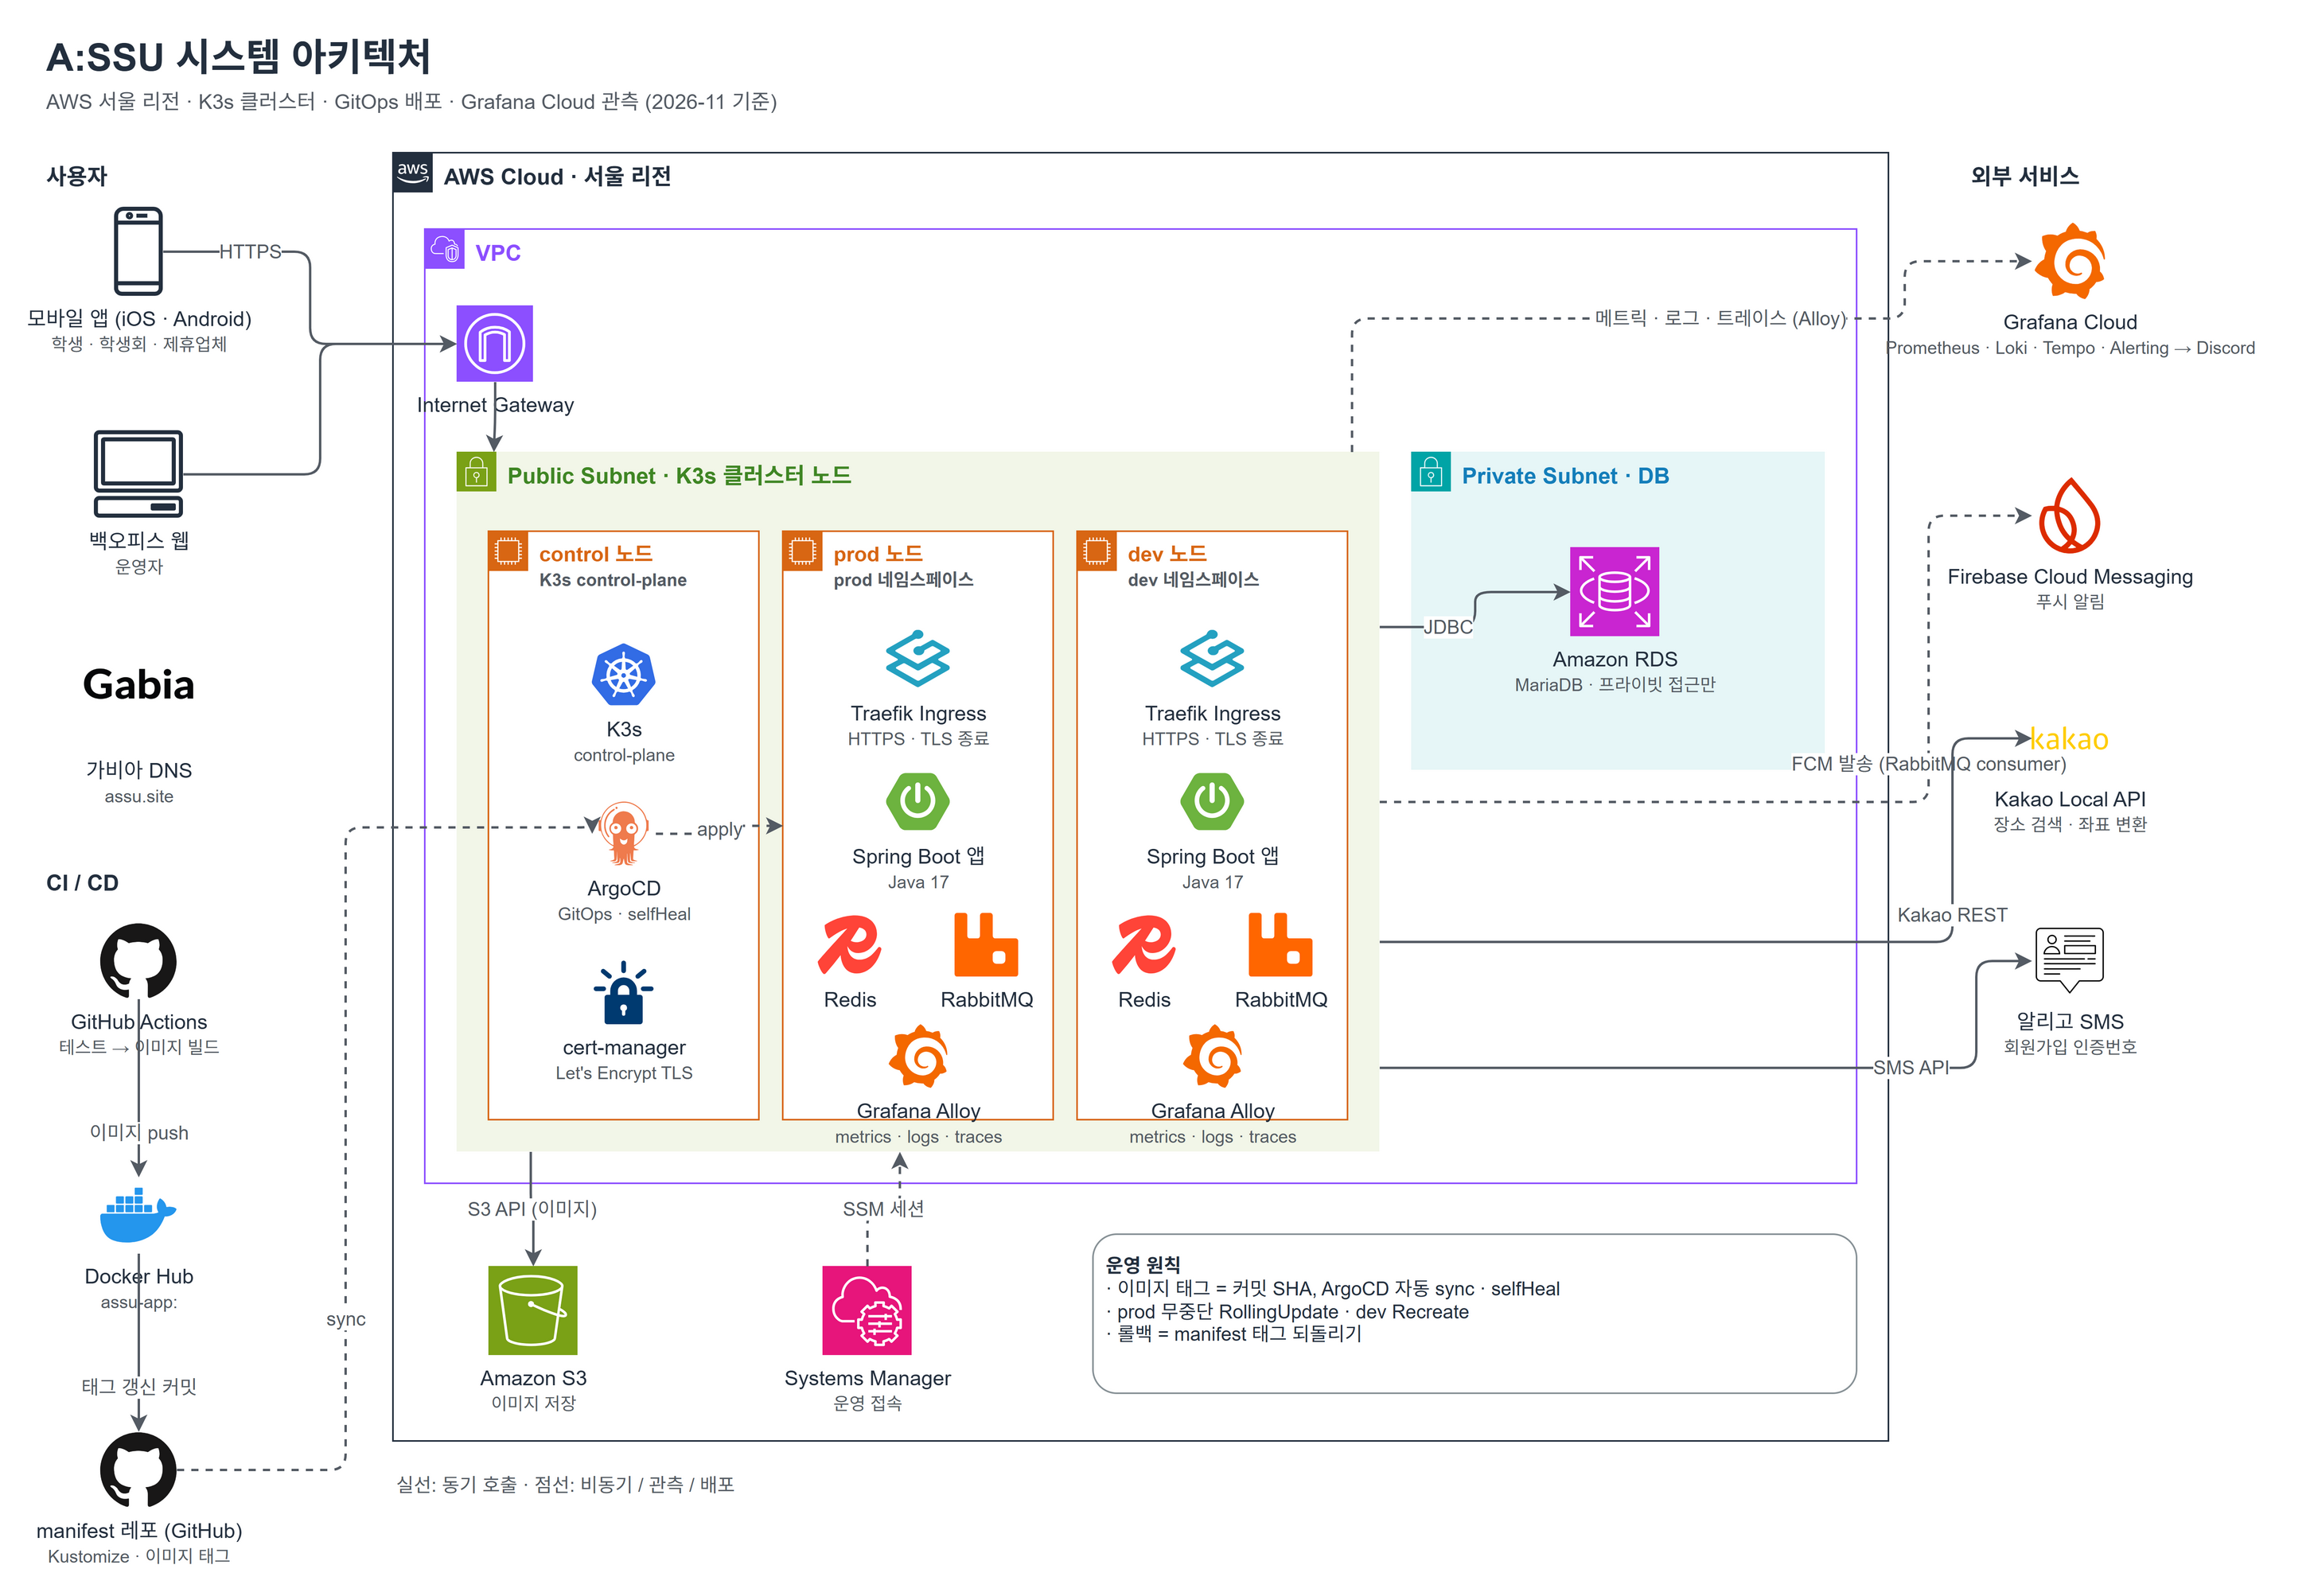 A:SSU 시스템 아키텍처
AWS 서울 리전 · K3s 클러스터 · GitOps 배포 · Grafana Cloud 관측 (2026-11 기준)
사용자
HTTPS
모바일 앱 (iOS · Android)
학생 · 학생회 · 제휴업체
백오피스 웹
운영자
Gabia
가비아 DNS
assu.site
CI / CD
GitHub Actions
테스트 → 이미지 빌드
이미지 push
Docker Hub
assu-app:
태그 갱신 커밋
manifest 레포 (GitHub)
Kustomize · 이미지 태그
sync
aws
AWS Cloud · 서울 리전
VPC
Internet Gateway
Public Subnet · K3s 클러스터 노드
control 노드
K3s control-plane
K3s
control-plane
ArgoCD
GitOps · selfHeal
apply
cert-manager
Let's Encrypt TLS
prod 노드
prod 네임스페이스
Traefik Ingress
HTTPS · TLS 종료
Spring Boot 앱
Java 17
Redis
RabbitMQ
Grafana Alloy
metrics · logs · traces
dev 노드
dev 네임스페이스
Traefik Ingress
HTTPS · TLS 종료
Spring Boot 앱
Java 17
Redis
RabbitMQ
Grafana Alloy
metrics · logs · traces
Private Subnet · DB
JDBC
Amazon RDS
MariaDB · 프라이빗 접근만
S3 API (이미지)
Amazon S3
이미지 저장
SSM 세션
Systems Manager
운영 접속
운영 원칙
· 이미지 태그 = 커밋 SHA, ArgoCD 자동 sync · selfHeal
· prod 무중단 RollingUpdate · dev Recreate
· 롤백 = manifest 태그 되돌리기
실선: 동기 호출 · 점선: 비동기 / 관측 / 배포
외부 서비스
메트릭 · 로그 · 트레이스 (Alloy)
Grafana Cloud
Prometheus · Loki · Tempo · Alerting → Discord
Firebase Cloud Messaging
푸시 알림
FCM 발송 (RabbitMQ consumer)
kakao
Kakao Local API
장소 검색 · 좌표 변환
Kakao REST
알리고 SMS
회원가입 인증번호
SMS API